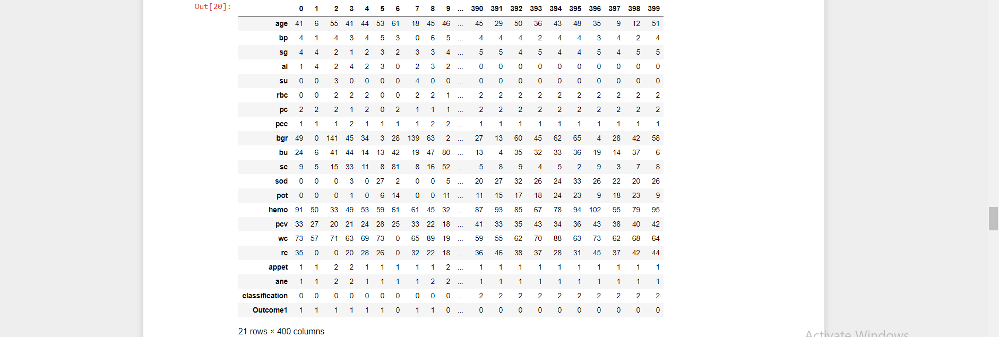 Out[20]:
0 1 2 3 4 5 6 7 8 9 ... 390 391 392 393 394 395 396 397 398 399
age 41 6 55 41 44 53 61 18 45 46 ... 45 29 50 36 43 48 35 9 12 51
bp 4 1 4 3 4 5 3 0 6 5 ... 4 4 4 2 4 4 3 4 2 4
sg 4 4 2 1 2 3 2 3 3 4 ... 5 5 4 5 4 4 5 4 5 5
al 1 4 2 4 2 3 0 2 3 2 ... 0 0 0 0 0 0 0 0 0 0
su 0 0 3 0 0 0 0 4 0 0 ... 0 0 0 0 0 0 0 0 0 0
rbc 0 0 2 2 2 0 0 2 2 1 ... 2 2 2 2 2 2 2 2 2 2
pc 2 2 2 1 2 0 2 1 1 1 ... 2 2 2 2 2 2 2 2 2 2
pcc 1 1 1 2 1 1 1 1 2 2 ... 1 1 1 1 1 1 1 1 1 1
bgr 49 0 141 45 34 3 28 139 63 2 ... 27 13 60 45 62 65 4 28 42 58
bu 24 6 41 44 14 13 42 19 47 80 ... 13 4 35 32 33 36 19 14 37 6
sc 9 5 15 33 11 8 81 8 16 52 ... 5 8 9 4 5 2 9 3 7 8
sod 0 0 0 3 0 27 2 0 0 5 ... 20 27 32 26 24 33 26 22 20 26
pot 0 0 0 1 0 6 14 0 0 11 ... 11 15 17 18 24 23 9 18 23 9
hemo 91 50 33 49 53 59 61 61 45 32 ... 87 93 85 67 78 94 102 95 79 95
pcv 33 27 20 21 24 28 25 33 22 18 ... 41 33 35 43 34 36 43 38 40 42
wc 73 57 71 63 69 73 0 65 89 19 ... 59 55 62 70 88 63 73 62 68 64
rc 35 0 0 20 28 26 0 32 22 18 ... 36 46 38 37 28 31 45 37 42 44
appet 1 1 2 2 1 1 1 1 1 2 ... 1 1 1 1 1 1 1 1 1 1
ane 1 1 2 2 1 1 1 1 2 2 ... 1 1 1 1 1 1 1 1 1 1
classification 0 0 0 0 0 0 0 0 0 0 ... 2 2 2 2 2 2 2 2 2 2
Outcome1 1 1 1 1 1 1 0 1 1 0 ... 0 0 0 0 0 0 0 0 0 0
21 rows × 400 columns
Activate Windows